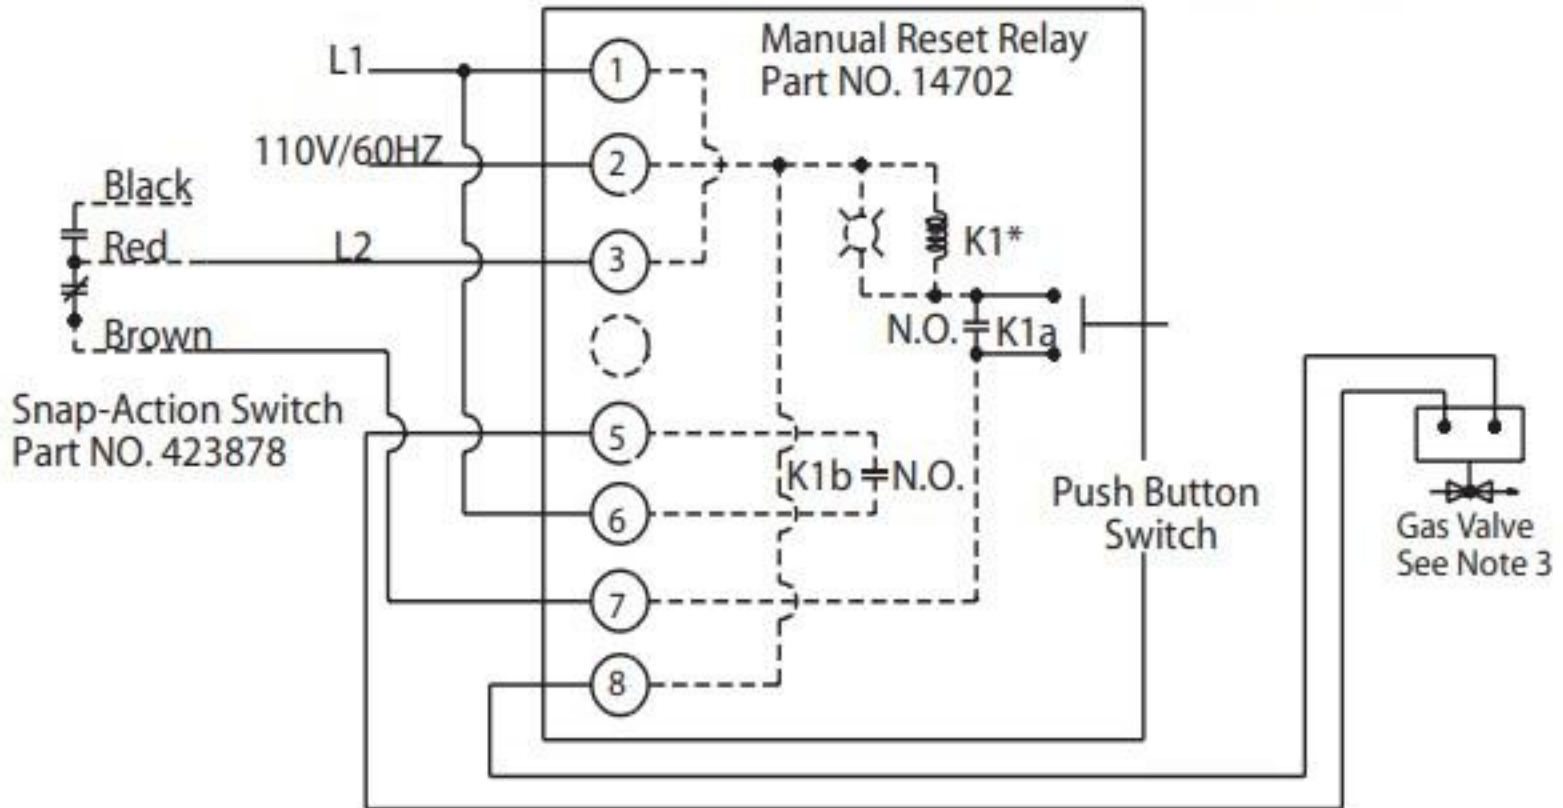 Manual Reset Relay
Part NO. 14702
L1
1
110V/60HZ
2
Black
Red
L2
3
K1*
N.O.
K1a
Brown
Snap-Action Switch
Part NO. 423878
5
K1b
N.O.
6
Push Button
Switch
Gas Valve
See Note 3
7
8